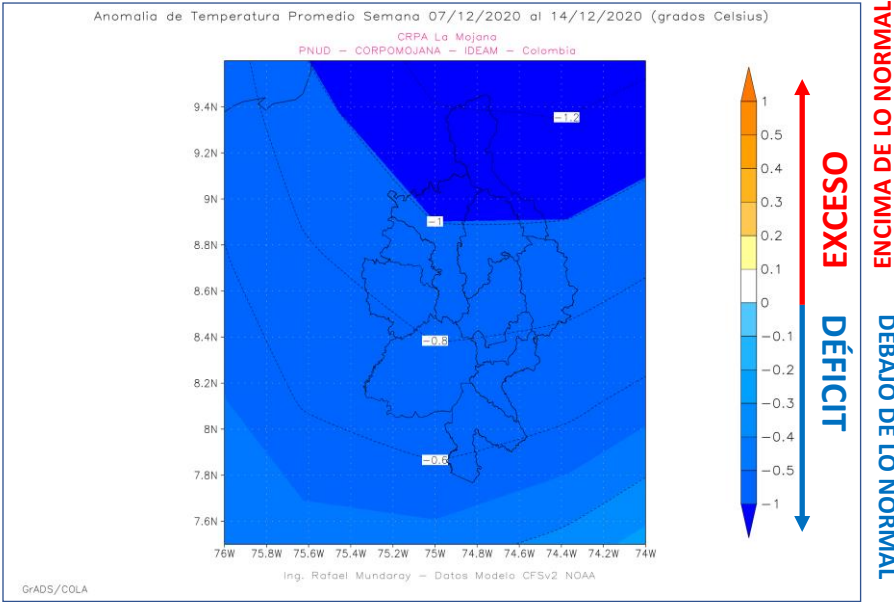 Anomalia de Temperatura Promedio Semana 07/12/2020 al 14/12/2020 (grados Celsius)
CRPA La Mojana
PNUD – CORPOMOJANA – IDEAM – Colombia
9.4N
9.2N
9N
8.8N
8.6N
8.4N
8.2N
8N
7.8N
7.6N
−1.2
−1
−0.8
−0.6
76W 75.8W 75.6W 75.4W 75.2W 75W 74.8W 74.6W 74.4W 74.2W 74W
1
0.5
0.4
0.3
0.2
0.1
0
−0.1
−0.2
−0.3
−0.4
−0.5
−1
EXCESO
DÉFICIT
ENCIMA DE LO NORMAL
DEBAJO DE LO NORMAL
Ing. Rafael Mundaray – Datos Modelo CFSv2 NOAA
GrADS/COLA